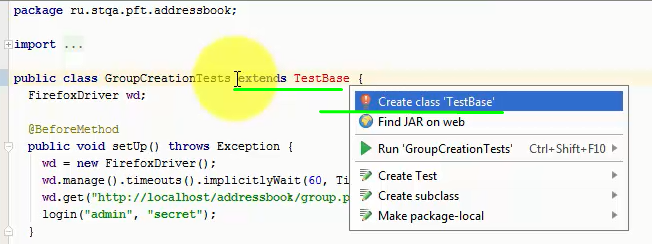 package ru.stqa.pft.addressbook;
import ...
public class GroupCreationTests extends TestBase {
FirefoxDriver wd;
Create class 'TestBase'
Find JAR on web
@BeforeMethod
public void setUp() throws Exception {
Run 'GroupCreationTests' Ctrl+Shift+F10
wd = new FirefoxDriver();
wd.manage().timeouts().implicitlyWait(60, Ti
Create Test
wd.get("http://localhost/addressbook/group.p
Create subclass
login("admin", "secret");
Make package-local
}